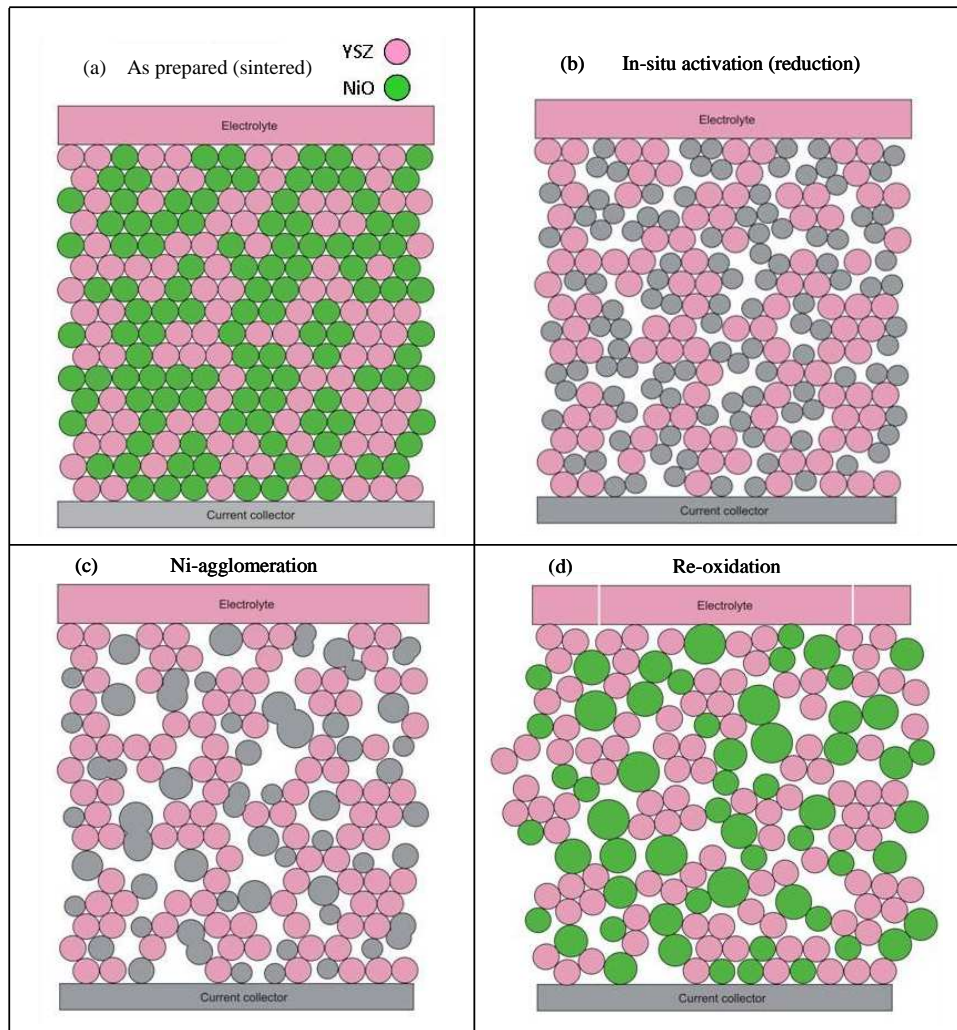 (a) As prepared (sintered)
YSZ
NiO
Electrolyte
Current collector
(b) In-situ activation (reduction)
Electrolyte
Current collector
(c) Ni-agglomeration
Electrolyte
Current collector
(d) Re-oxidation
Electrolyte
Current collector